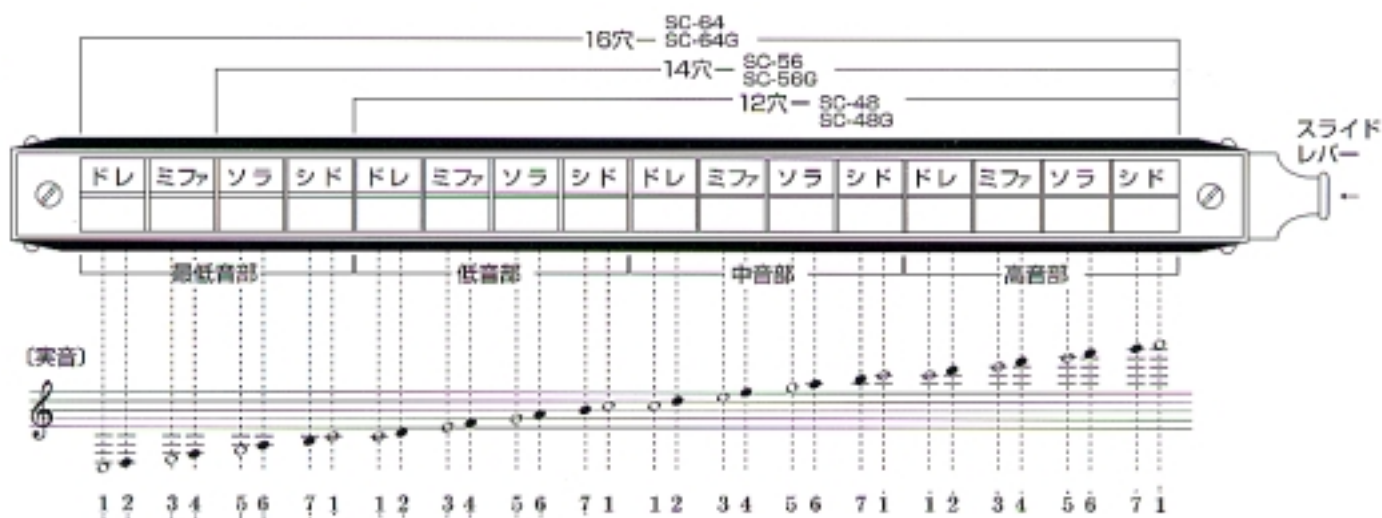 16穴 SC-64
SC-64G
14穴 SC-56
SC-56G
12穴 SC-48
SC-48G
スライド
レバー
ドレ ミファ ソラ シド ドレ ミファ ソラ シド ドレ ミファ ソラ シド ドレ ミファ ソラ シド
最低音部 低音部 中音部 高音部
〔実音〕
1 2 3 4 5 6 7 1 1 2 3 4 5 6 7 1 1 2 3 4 5 6 7 1 1 2 3 4 5 6 7 1